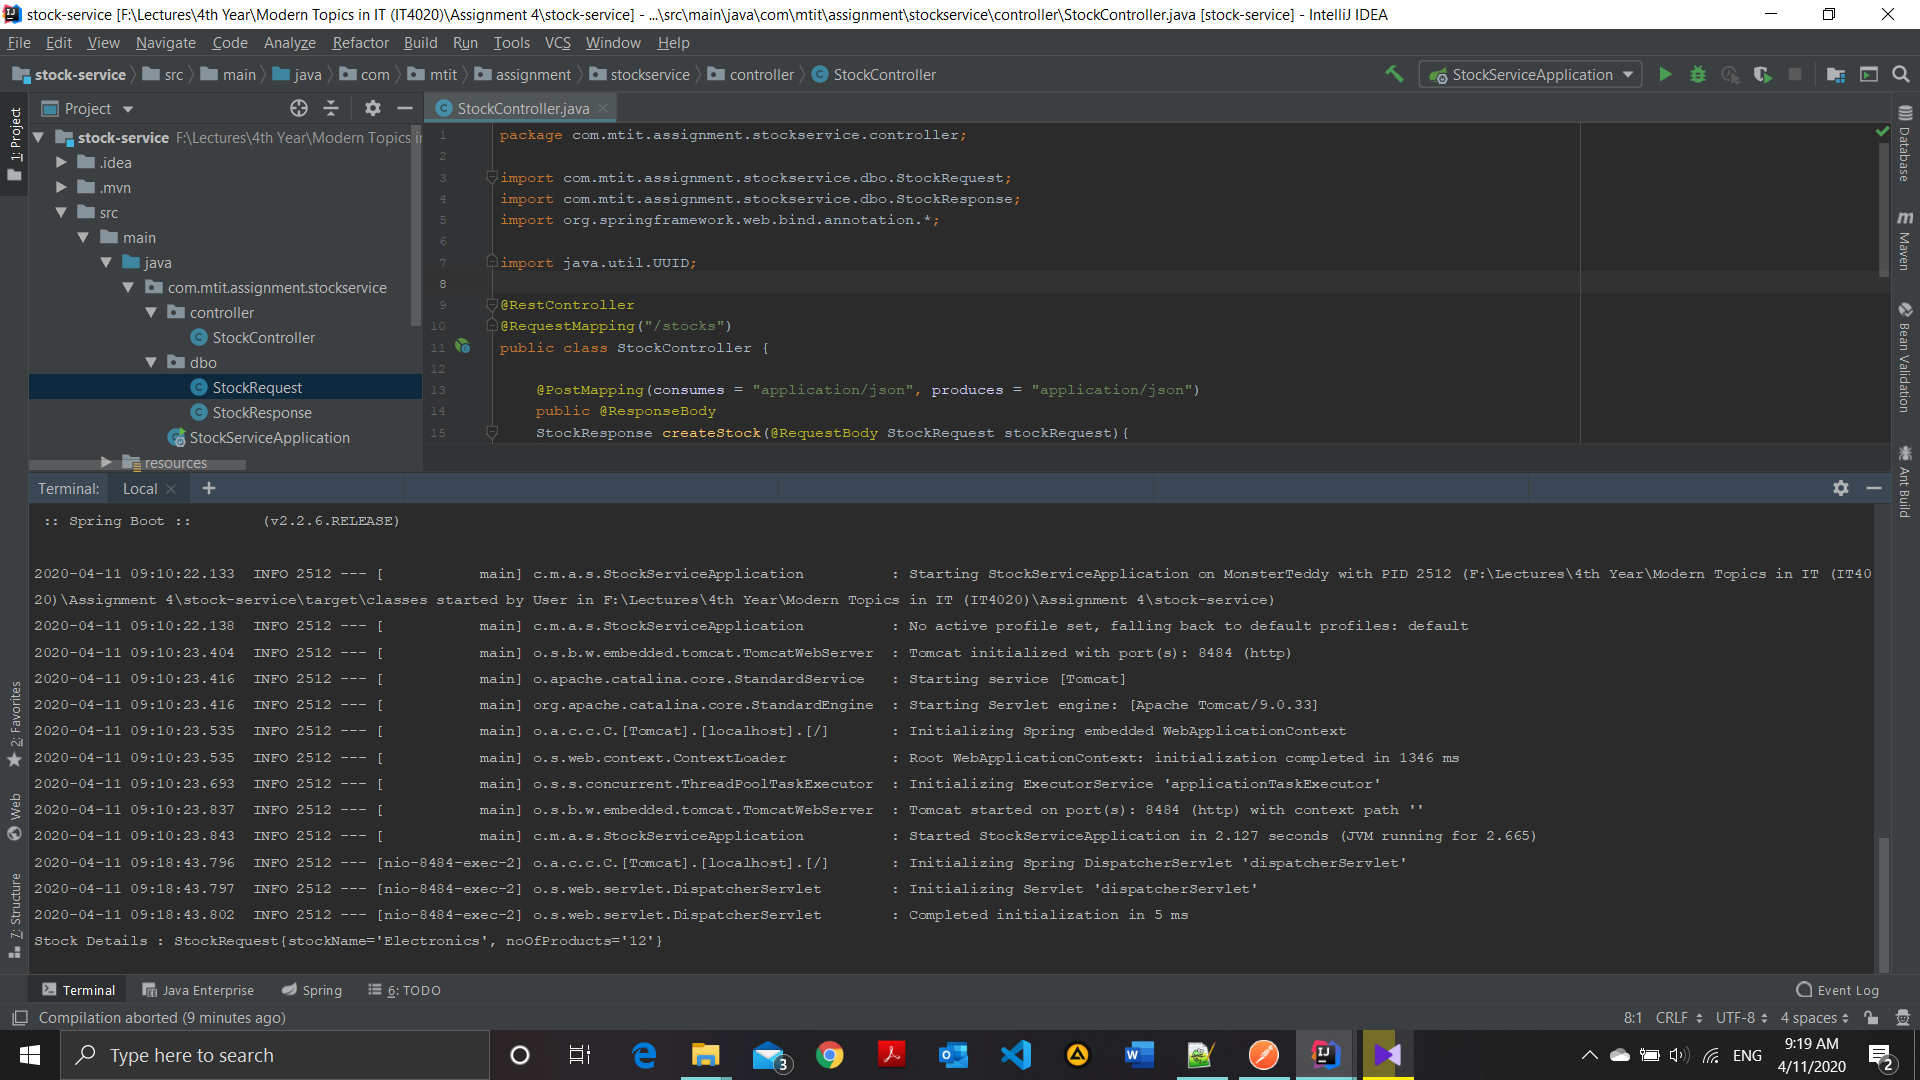 stock-service [F:\Lectures\4th Year\Modern Topics in IT (IT4020)\Assignment 4\stock-service] - ...\src\main\java\com\mtit\assignment\stockservice\controller\StockController.java [stock-service] - IntelliJ IDEA
File Edit View Navigate Code Analyze Refactor Build Run Tools VCS Window Help
stock-service src main java com mtit assignment stockservice controller StockController StockServiceApplication
1: Project
Project
StockController.java
stock-service F:\Lectures\4th Year\Modern Topics in
.idea
.mvn
src
main
java
com.mtit.assignment.stockservice
controller
StockController
dbo
StockRequest
StockResponse
StockServiceApplication
resources
1 package com.mtit.assignment.stockservice.controller;
2
3 import com.mtit.assignment.stockservice.dbo.StockRequest;
4 import com.mtit.assignment.stockservice.dbo.StockResponse;
5 import org.springframework.web.bind.annotation.*;
6
7 import java.util.UUID;
8
9 @RestController
10 @RequestMapping("/stocks")
11 public class StockController {
12
13 @PostMapping(consumes = "application/json", produces = "application/json")
14 public @ResponseBody
15 StockResponse createStock(@RequestBody StockRequest stockRequest){
Database
Maven
Bean Validation
Ant Build
Terminal: Local
:: Spring Boot :: (v2.2.6.RELEASE)
2020-04-11 09:10:22.133 INFO 2512 --- [ main] c.m.a.s.StockServiceApplication : Starting StockServiceApplication on MonsterTeddy with PID 2512 (F:\Lectures\4th Year\Modern Topics in IT (IT40
20)\Assignment 4\stock-service\target\classes started by User in F:\Lectures\4th Year\Modern Topics in IT (IT4020)\Assignment 4\stock-service)
2020-04-11 09:10:22.138 INFO 2512 --- [ main] c.m.a.s.StockServiceApplication : No active profile set, falling back to default profiles: default
2020-04-11 09:10:23.404 INFO 2512 --- [ main] o.s.b.w.embedded.tomcat.TomcatWebServer : Tomcat initialized with port(s): 8484 (http)
2020-04-11 09:10:23.416 INFO 2512 --- [ main] o.apache.catalina.core.StandardService : Starting service [Tomcat]
2020-04-11 09:10:23.416 INFO 2512 --- [ main] org.apache.catalina.core.StandardEngine : Starting Servlet engine: [Apache Tomcat/9.0.33]
2020-04-11 09:10:23.535 INFO 2512 --- [ main] o.a.c.c.C.[Tomcat].[localhost].[/] : Initializing Spring embedded WebApplicationContext
2020-04-11 09:10:23.535 INFO 2512 --- [ main] o.s.web.context.ContextLoader : Root WebApplicationContext: initialization completed in 1346 ms
2020-04-11 09:10:23.693 INFO 2512 --- [ main] o.s.s.concurrent.ThreadPoolTaskExecutor : Initializing ExecutorService 'applicationTaskExecutor'
2020-04-11 09:10:23.837 INFO 2512 --- [ main] o.s.b.w.embedded.tomcat.TomcatWebServer : Tomcat started on port(s): 8484 (http) with context path ''
2020-04-11 09:10:23.843 INFO 2512 --- [ main] c.m.a.s.StockServiceApplication : Started StockServiceApplication in 2.127 seconds (JVM running for 2.665)
2020-04-11 09:18:43.796 INFO 2512 --- [nio-8484-exec-2] o.a.c.c.C.[Tomcat].[localhost].[/] : Initializing Spring DispatcherServlet 'dispatcherServlet'
2020-04-11 09:18:43.797 INFO 2512 --- [nio-8484-exec-2] o.s.web.servlet.DispatcherServlet : Initializing Servlet 'dispatcherServlet'
2020-04-11 09:18:43.802 INFO 2512 --- [nio-8484-exec-2] o.s.web.servlet.DispatcherServlet : Completed initialization in 5 ms
Stock Details : StockRequest{stockName='Electronics', noOfProducts='12'}
2: Favorites
Web
7: Structure
Terminal Java Enterprise Spring 6: TODO Event Log
Compilation aborted (9 minutes ago) 8:1 CRLF UTF-8 4 spaces
Type here to search 3 ENG 9:19 AM
4/11/2020 2